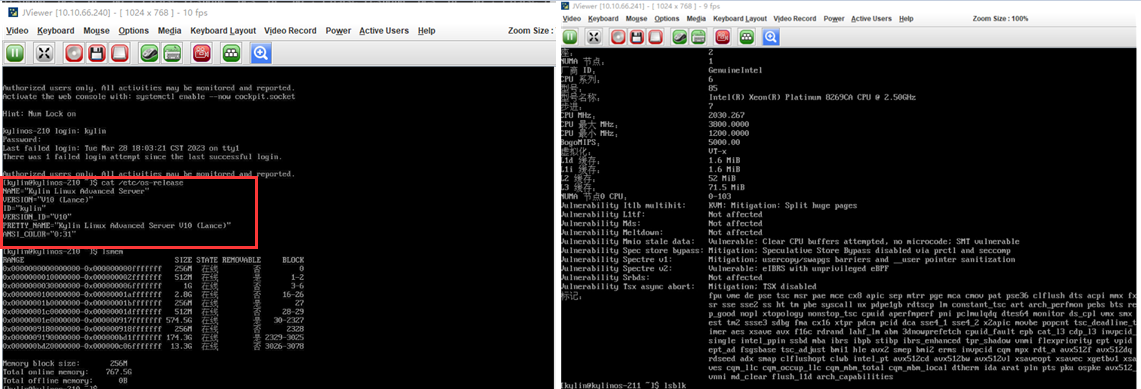 JViewer [10.10.66.240] - [ 1024 x 768 ] - 10 fps
Video Keyboard Mouse Options Media Keyboard Layout Video Record Power Active Users Help Zoom Size :
Authorized users only. All activities may be monitored and reported.
Activate the web console with: systemctl enable --now cockpit.socket
Hint: Num Lock on
kylinos-210 login: kylin
Password:
Last failed login: Tue Mar 28 18:03:21 CST 2023 on tty1
There was 1 failed login attempt since the last successful login.
Authorized users only. All activities may be monitored and reported.
[kylin@kylinos-210 ~]$ cat /etc/os-release
NAME="Kylin Linux Advanced Server"
VERSION="V10 (Lance)"
ID="kylin"
VERSION_ID="V10"
PRETTY_NAME="Kylin Linux Advanced Server V10 (Lance)"
ANSI_COLOR="0;31"
[kylin@kylinos-210 ~]$ lsmem
RANGE SIZE STATE REMOVABLE BLOCK
0x0000000000000000-0x000000000fffffff 256M 在线 否 0
0x0000000010000000-0x000000002fffffff 512M 在线 是 1-2
0x0000000030000000-0x000000006fffffff 1G 在线 否 3-6
0x0000000100000000-0x00000001afffffff 2.8G 在线 否 16-26
0x00000001b0000000-0x00000001bfffffff 256M 在线 是 27
0x00000001c0000000-0x00000001dfffffff 512M 在线 否 28-29
0x00000001e0000000-0x000000917fffffff 574.5G 在线 是 30-2327
0x0000009180000000-0x000000918fffffff 256M 在线 否 2328
0x0000009190000000-0x000000bd1fffffff 174.3G 在线 是 2329-3025
0x000000bd20000000-0x000000c06fffffff 13.3G 在线 否 3026-3078
Memory block size: 256M
Total online memory: 767.5G
Total offline memory: 0B
JViewer [10.10.66.241] - [ 1024 x 768 ] - 9 fps
Video Keyboard Mouse Options Media Keyboard Layout Video Record Power Active Users Help Zoom Size: 100%
座: 2
NUMA 节点: 1
厂商 ID: GenuineIntel
CPU 系列: 6
型号: 85
型号名称: Intel(R) Xeon(R) Platinum 8269CA CPU @ 2.50GHz
步进: 7
CPU MHz: 2030.267
CPU 最大 MHz: 3800.0000
CPU 最小 MHz: 1200.0000
BogoMIPS: 5000.00
虚拟化: VT-x
L1d 缓存: 1.6 MiB
L1i 缓存: 1.6 MiB
L2 缓存: 52 MiB
L3 缓存: 71.5 MiB
NUMA 节点0 CPU: 0-103
Vulnerability Itlb multihit: KVM: Mitigation: Split huge pages
Vulnerability L1tf: Not affected
Vulnerability Mds: Not affected
Vulnerability Meltdown: Not affected
Vulnerability Mmio stale data: Vulnerable: Clear CPU buffers attempted, no microcode; SMT vulnerable
Vulnerability Spec store bypass: Mitigation: Speculative Store Bypass disabled via prctl and seccomp
Vulnerability Spectre v1: Mitigation: usercopy/swapgs barriers and __user pointer sanitization
Vulnerability Spectre v2: Vulnerable: eIBRS with unprivileged eBPF
Vulnerability Srbds: Not affected
Vulnerability Tsx async abort: Mitigation: TSX disabled
标记: fpu vme de pse tsc msr pae mce cx8 apic sep mtrr pge mca cmov pat pse36 clflush dts acpi mmx fx
sr sse sse2 ss ht tm pbe syscall nx pdpe1gb rdtscp lm constant_tsc art arch_perfmon pebs bts re
p_good nopl xtopology nonstop_tsc cpuid aperfmperf pni pclmulqdq dtes64 monitor ds_cpl vmx smx
est tm2 ssse3 sdbg fma cx16 xtpr pdcm pcid dca sse4_1 sse4_2 x2apic movbe popcnt tsc_deadline_t
imer aes xsave avx f16c rdrand lahf_lm abm 3dnowprefetch cpuid_fault epb cat_l3 cdp_l3 invpcid_
single intel_ppin ssbd mba ibrs ibpb stibp ibrs_enhanced tpr_shadow vnmi flexpriority ept vpid
ept_ad fsgsbase tsc_adjust bmi1 hle avx2 smep bmi2 erms invpcid cqm mpx rdt_a avx512f avx512dq
rdseed adx smap clflushopt clwb intel_pt avx512cd avx512bw avx512vl xsaveopt xsavec xgetbv1 xsa
ves cqm_llc cqm_occup_llc cqm_mbm_total cqm_mbm_local dtherm ida arat pln pts pku ospke avx512_
vnni md_clear flush_l1d arch_capabilities
[kylin@kylinos-211 ~]$ lsblk